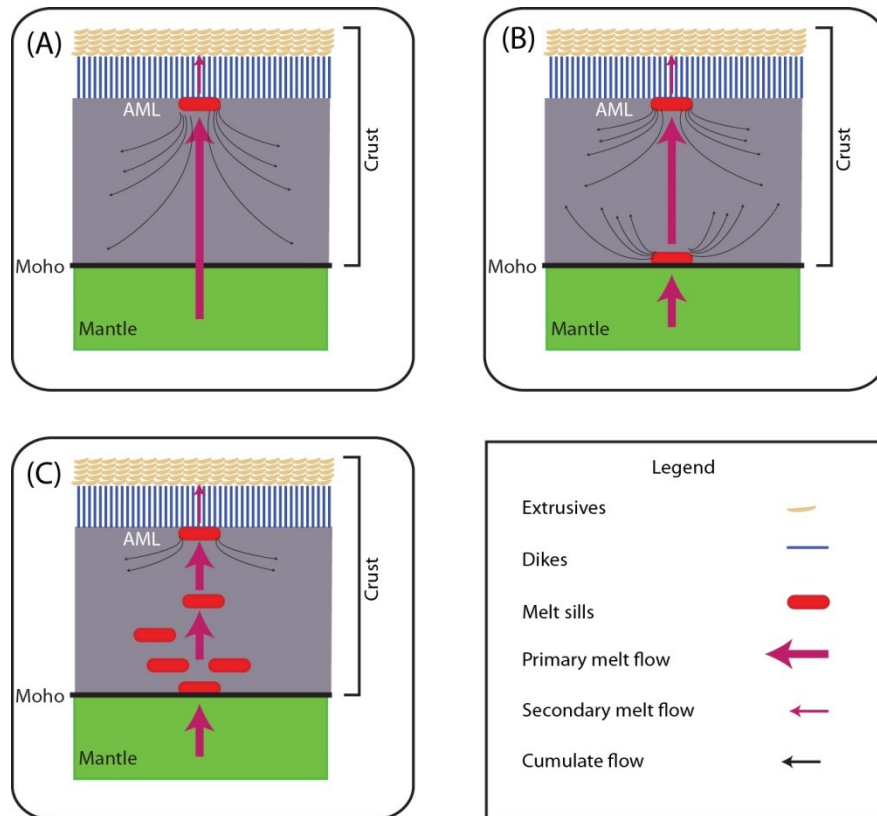 (A)
AML
Crust
Moho
Mantle
(B)
AML
Crust
Moho
Mantle
(C)
AML
Crust
Moho
Mantle
Legend
Extrusives
Dikes
Melt sills
Primary melt flow
Secondary melt flow
Cumulate flow